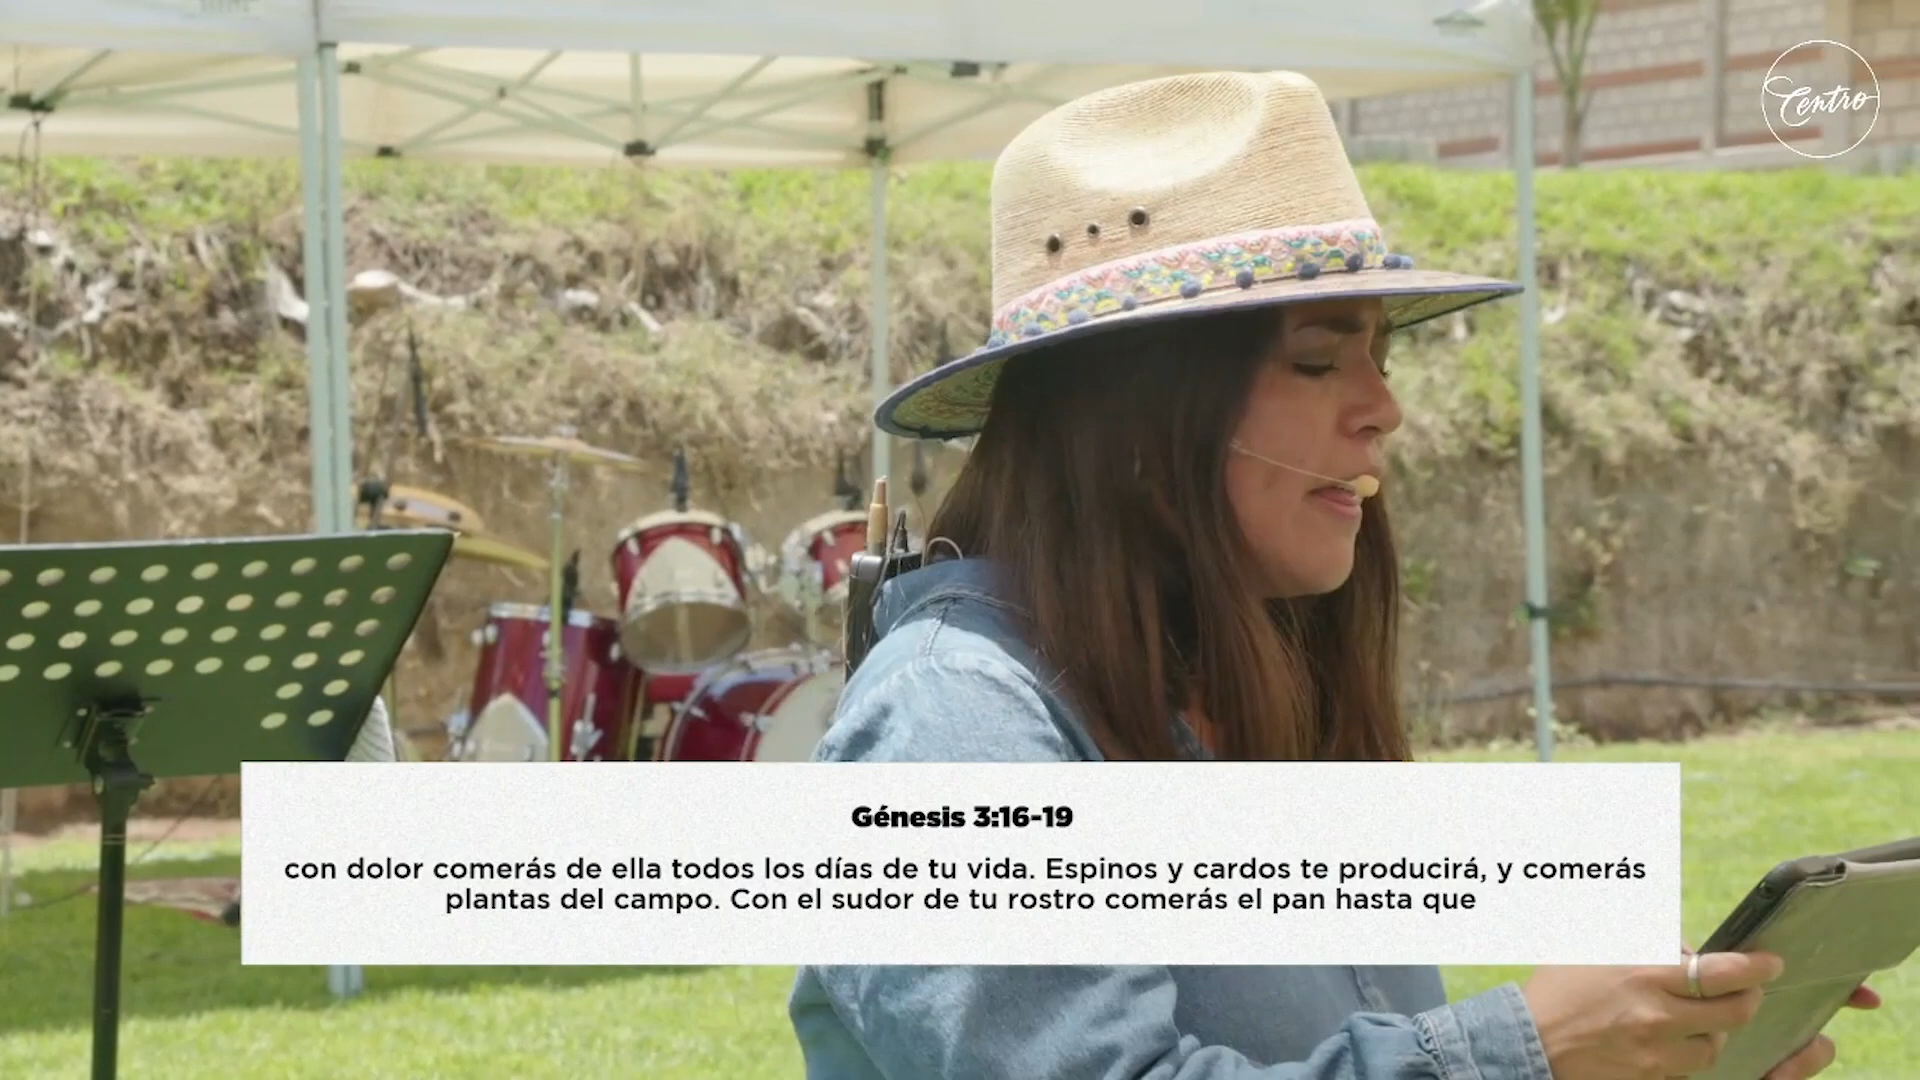 Centro
Génesis 3:16-19
con dolor comerás de ella todos los días de tu vida. Espinos y cardos te producirá, y comerás
plantas del campo. Con el sudor de tu rostro comerás el pan hasta que